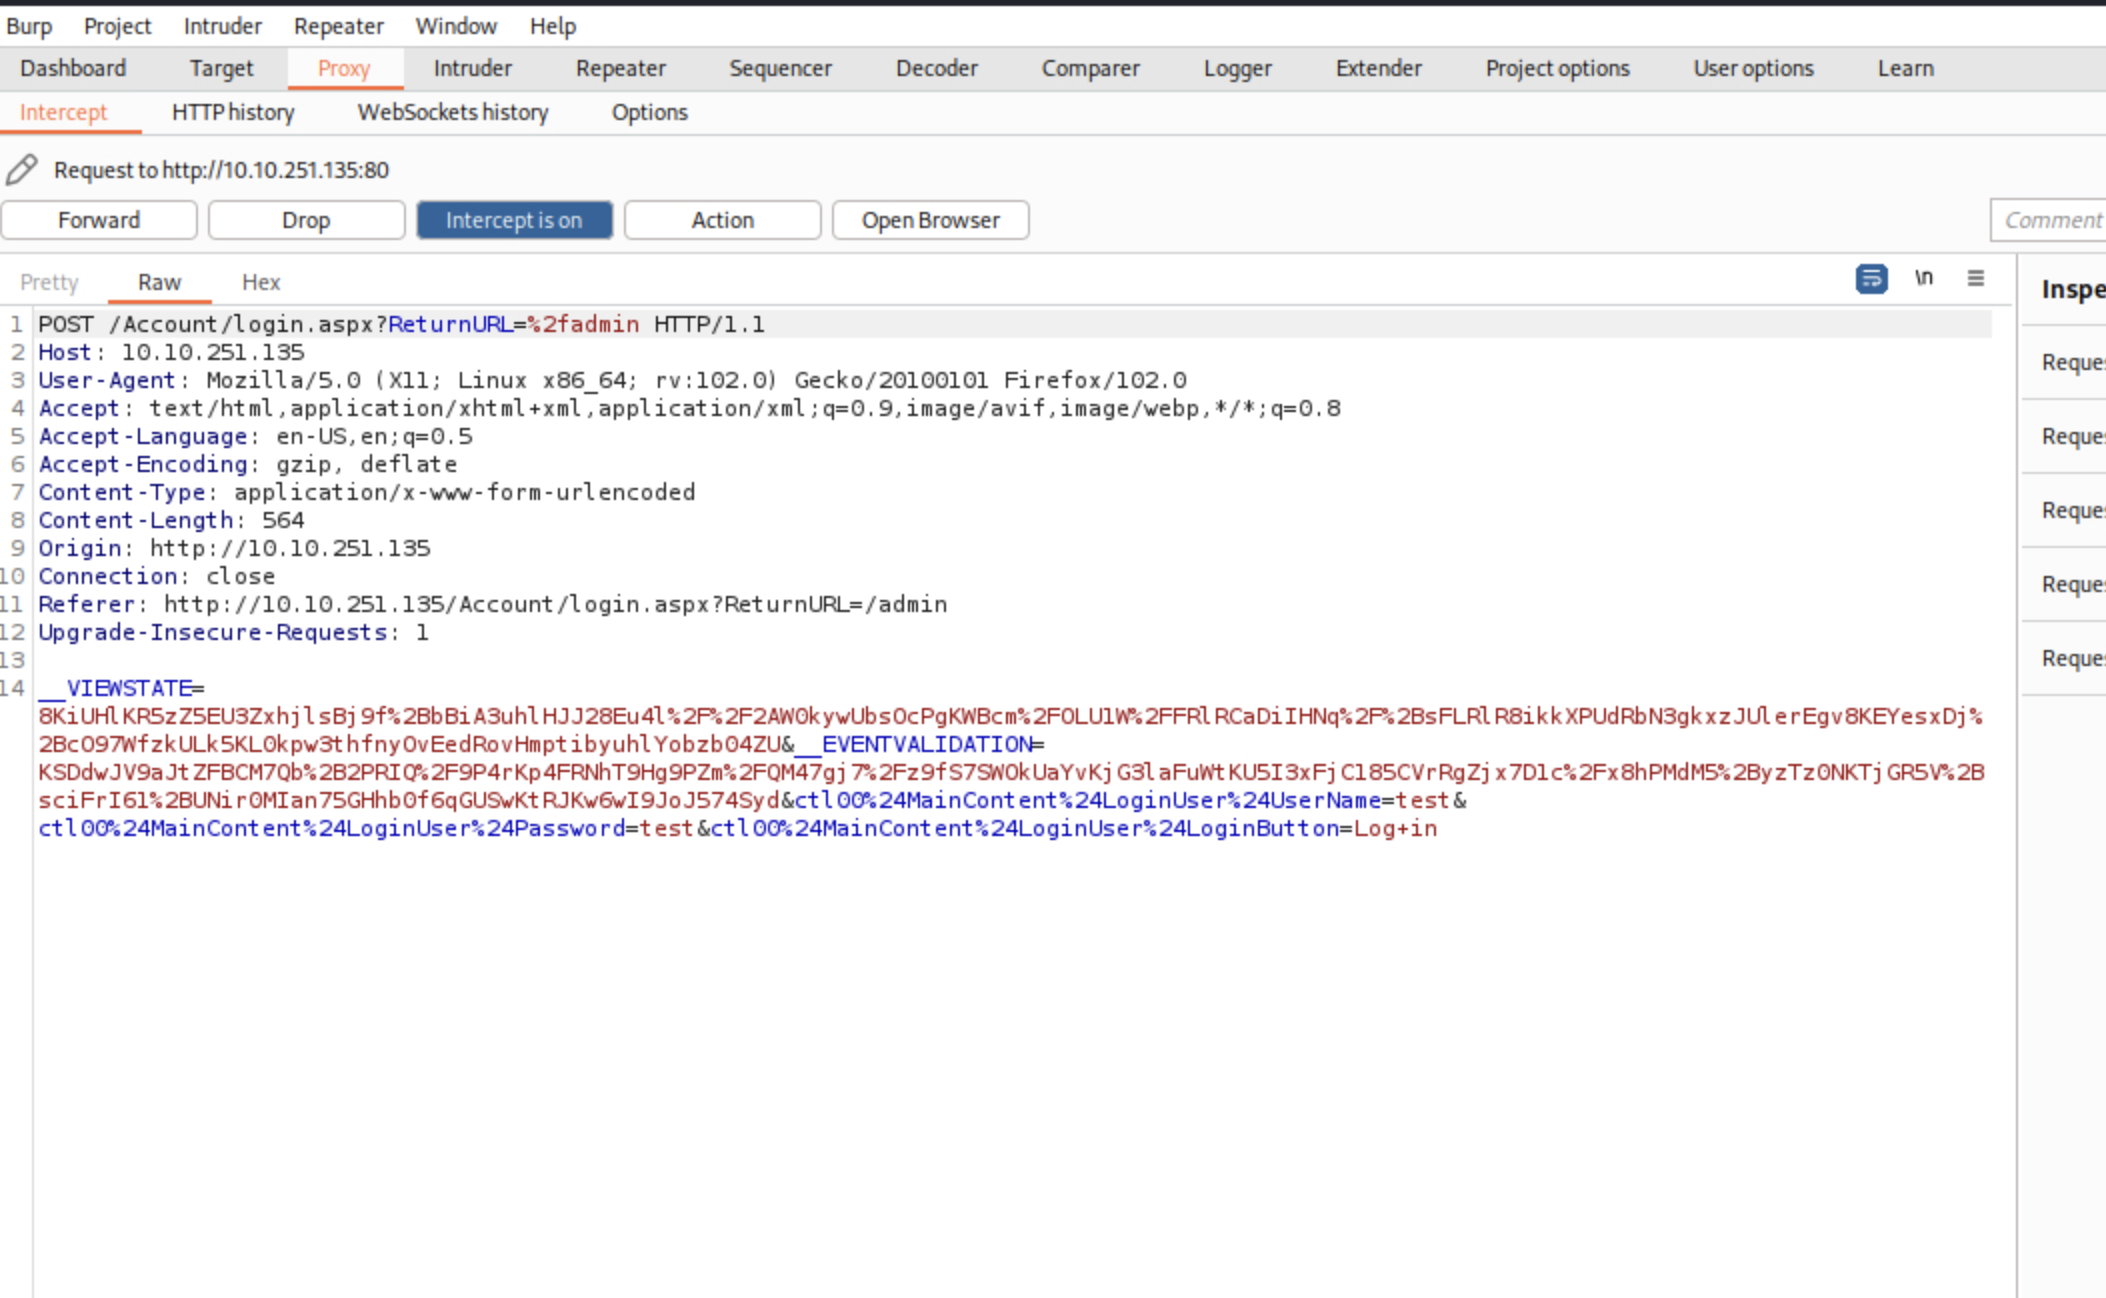 Burp Project Intruder Repeater Window Help
Dashboard Target Proxy Intruder Repeater Sequencer Decoder Comparer Logger Extender Project options User options Learn
Intercept HTTP history WebSockets history Options
Request to http://10.10.251.135:80
Forward Drop Intercept is on Action Open Browser Comment
Pretty Raw Hex \n
Inspe
1 POST /Account/login.aspx?ReturnURL=%2fadmin HTTP/1.1
2 Host: 10.10.251.135
3 User-Agent: Mozilla/5.0 (X11; Linux x86_64; rv:102.0) Gecko/20100101 Firefox/102.0
Reques
4 Accept: text/html,application/xhtml+xml,application/xml;q=0.9,image/avif,image/webp,*/*;q=0.8
5 Accept-Language: en-US,en;q=0.5
Reques
6 Accept-Encoding: gzip, deflate
7 Content-Type: application/x-www-form-urlencoded
8 Content-Length: 564
Reques
9 Origin: http://10.10.251.135
10 Connection: close
Reques
11 Referer: http://10.10.251.135/Account/login.aspx?ReturnURL=/admin
12 Upgrade-Insecure-Requests: 1
13
Reques
14 __VIEWSTATE=
8KiUHlKR5zZ5EU3ZxhjlsBj9f%2BbBiA3uhlHJJ28Eu4l%2F%2F2AW0kywUbsOcPgKWBcm%2FOLU1W%2FFRlRCaDiIHNq%2F%2BsFLRlR8ikkXPUdRbN3gkxzJUlerEgv8KEYesxDj%
2BcO97WfzkULk5KL0kpw3thfnyOvEedRovHmptibyuhlYobzb04ZU&__EVENTVALIDATION=
KSDdwJV9aJtZFBCM7Qb%2B2PRIQ%2F9P4rKp4FRNhT9Hg9PZm%2FQM47gj7%2Fz9fS7SWOkUaYvKjG3laFuWtKU5I3xFjCl85CVrRgZjx7D1c%2Fx8hPMdM5%2ByzTz0NKTjGR5V%2B
sciFrI61%2BUNir0MIan75GHhb0f6qGUSwKtRJKw6wI9JoJ574Syd&ctl00%24MainContent%24LoginUser%24UserName=test&
ctl00%24MainContent%24LoginUser%24Password=test&ctl00%24MainContent%24LoginUser%24LoginButton=Log+in